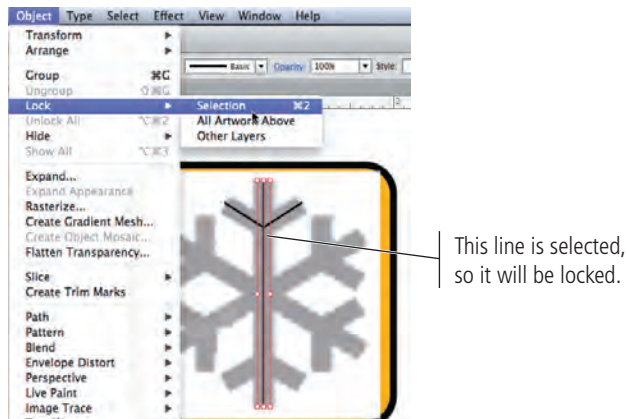 Object Type Select Effect View Window Help
Transform
Arrange
Group ⌘G
Ungroup ⇧⌘G
Lock
Unlock All ⌥⌘2
Hide
Show All ⌥⌘3
Expand...
Expand Appearance
Rasterize...
Create Gradient Mesh...
Create Object Mosaic...
Flatten Transparency...
Slice
Create Trim Marks
Path
Pattern
Blend
Envelope Distort
Perspective
Live Paint
Image Trace
Basic Opacity: 100% Style:
Selection ⌘2
All Artwork Above
Other Layers
2
This line is selected,
so it will be locked.